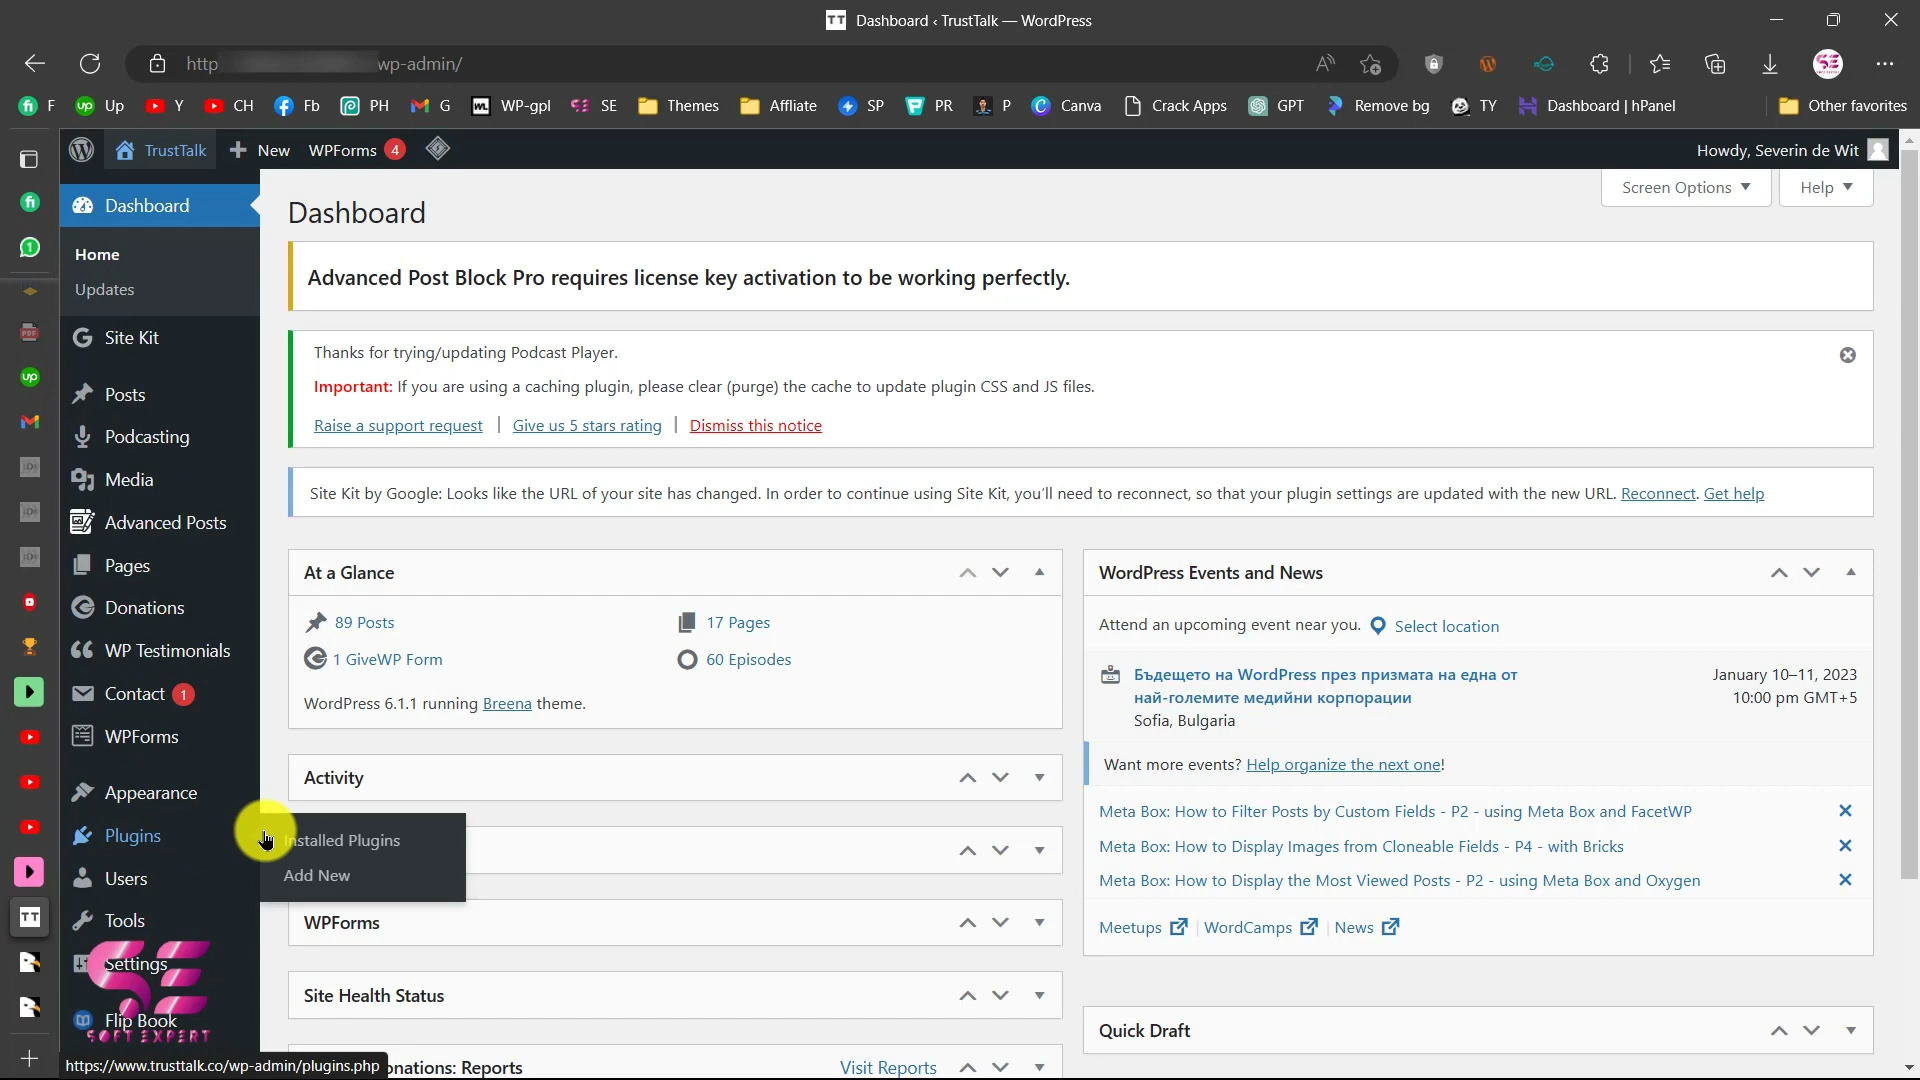 TT Dashboard ‹ TrustTalk — WordPress
http wp-admin/
F Up Y CH Fb PH G WP-gpl SE Themes Affliate SP PR P Canva Crack Apps GPT Remove bg TY Dashboard | hPanel Other favorites
TrustTalk New WPForms 4 Howdy, Severin de Wit
Screen Options Help
Dashboard
Home
Updates
Site Kit
Posts
Podcasting
Media
Advanced Posts
Pages
Donations
WP Testimonials
Contact 1
WPForms
Appearance
Plugins
Users
Tools
Settings
Flip Book
SOFT EXPERT
Installed Plugins
Add New
Dashboard
Advanced Post Block Pro requires license key activation to be working perfectly.
Thanks for trying/updating Podcast Player.
Important: If you are using a caching plugin, please clear (purge) the cache to update plugin CSS and JS files.
Raise a support request | Give us 5 stars rating | Dismiss this notice
Site Kit by Google: Looks like the URL of your site has changed. In order to continue using Site Kit, you'll need to reconnect, so that your plugin settings are updated with the new URL. Reconnect. Get help
At a Glance
89 Posts 17 Pages
1 GiveWP Form 60 Episodes
WordPress 6.1.1 running Breena theme.
Activity
WPForms
Site Health Status
onations: Reports Visit Reports
WordPress Events and News
Attend an upcoming event near you. Select location
Бъдещето на WordPress през призмата на една от January 10–11, 2023
най-големите медийни корпорации 10:00 pm GMT+5
Sofia, Bulgaria
Want more events? Help organize the next one!
Meta Box: How to Filter Posts by Custom Fields - P2 - using Meta Box and FacetWP
Meta Box: How to Display Images from Cloneable Fields - P4 - with Bricks
Meta Box: How to Display the Most Viewed Posts - P2 - using Meta Box and Oxygen
Meetups | WordCamps | News
Quick Draft
https://www.trusttalk.co/wp-admin/plugins.php